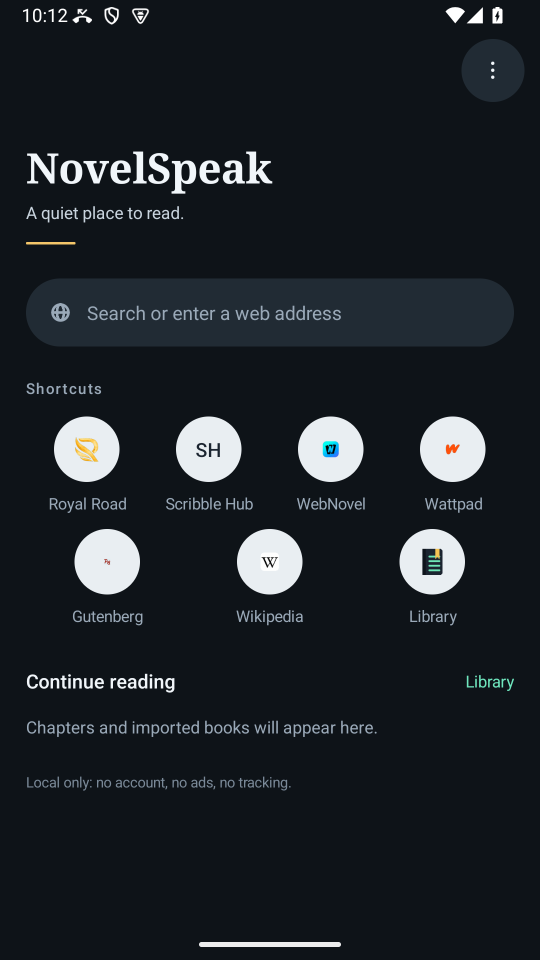 10:12
NovelSpeak
A quiet place to read.
Search or enter a web address
Shortcuts
SH
W
Royal Road Scribble Hub WebNovel Wattpad
Gutenberg Wikipedia Library
Continue reading Library
Chapters and imported books will appear here.
Local only: no account, no ads, no tracking.